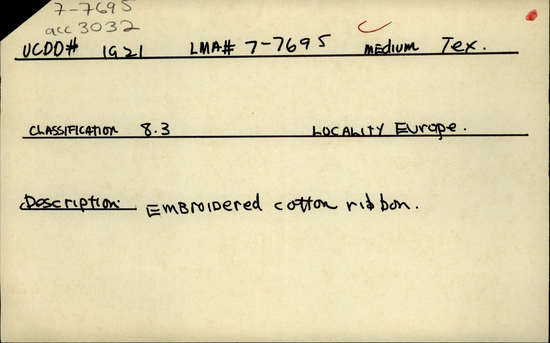 7-7695
acc 3032
UCDD# 1921 LMA# 7-7695 MEDIUM Tex.
CLASSIFICATION 8.3 LOCALITY Europe.
Description: EMBROIDERED cotton ribbon.